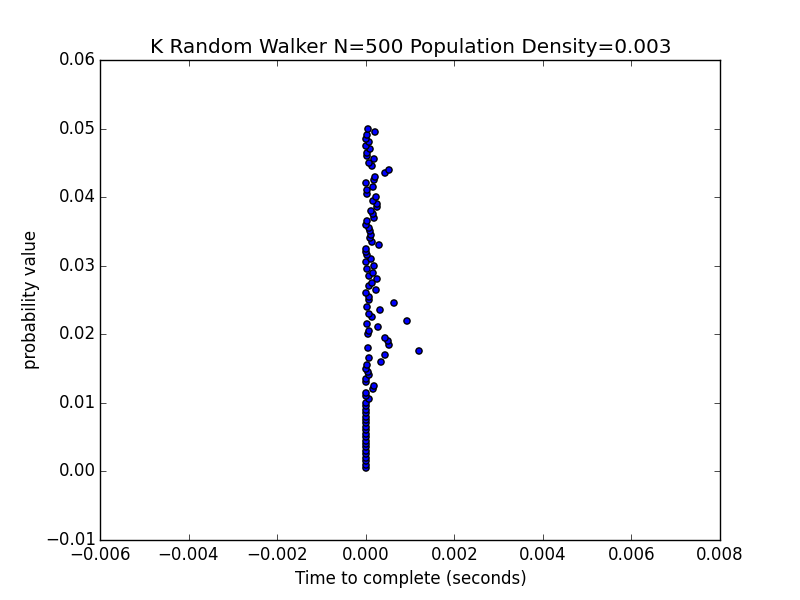 K Random Walker N=500 Population Density=0.003
0.06
0.05
0.04
0.03
0.02
0.01
0.00
−0.01
probability value
−0.006 −0.004 −0.002 0.000 0.002 0.004 0.006 0.008
Time to complete (seconds)